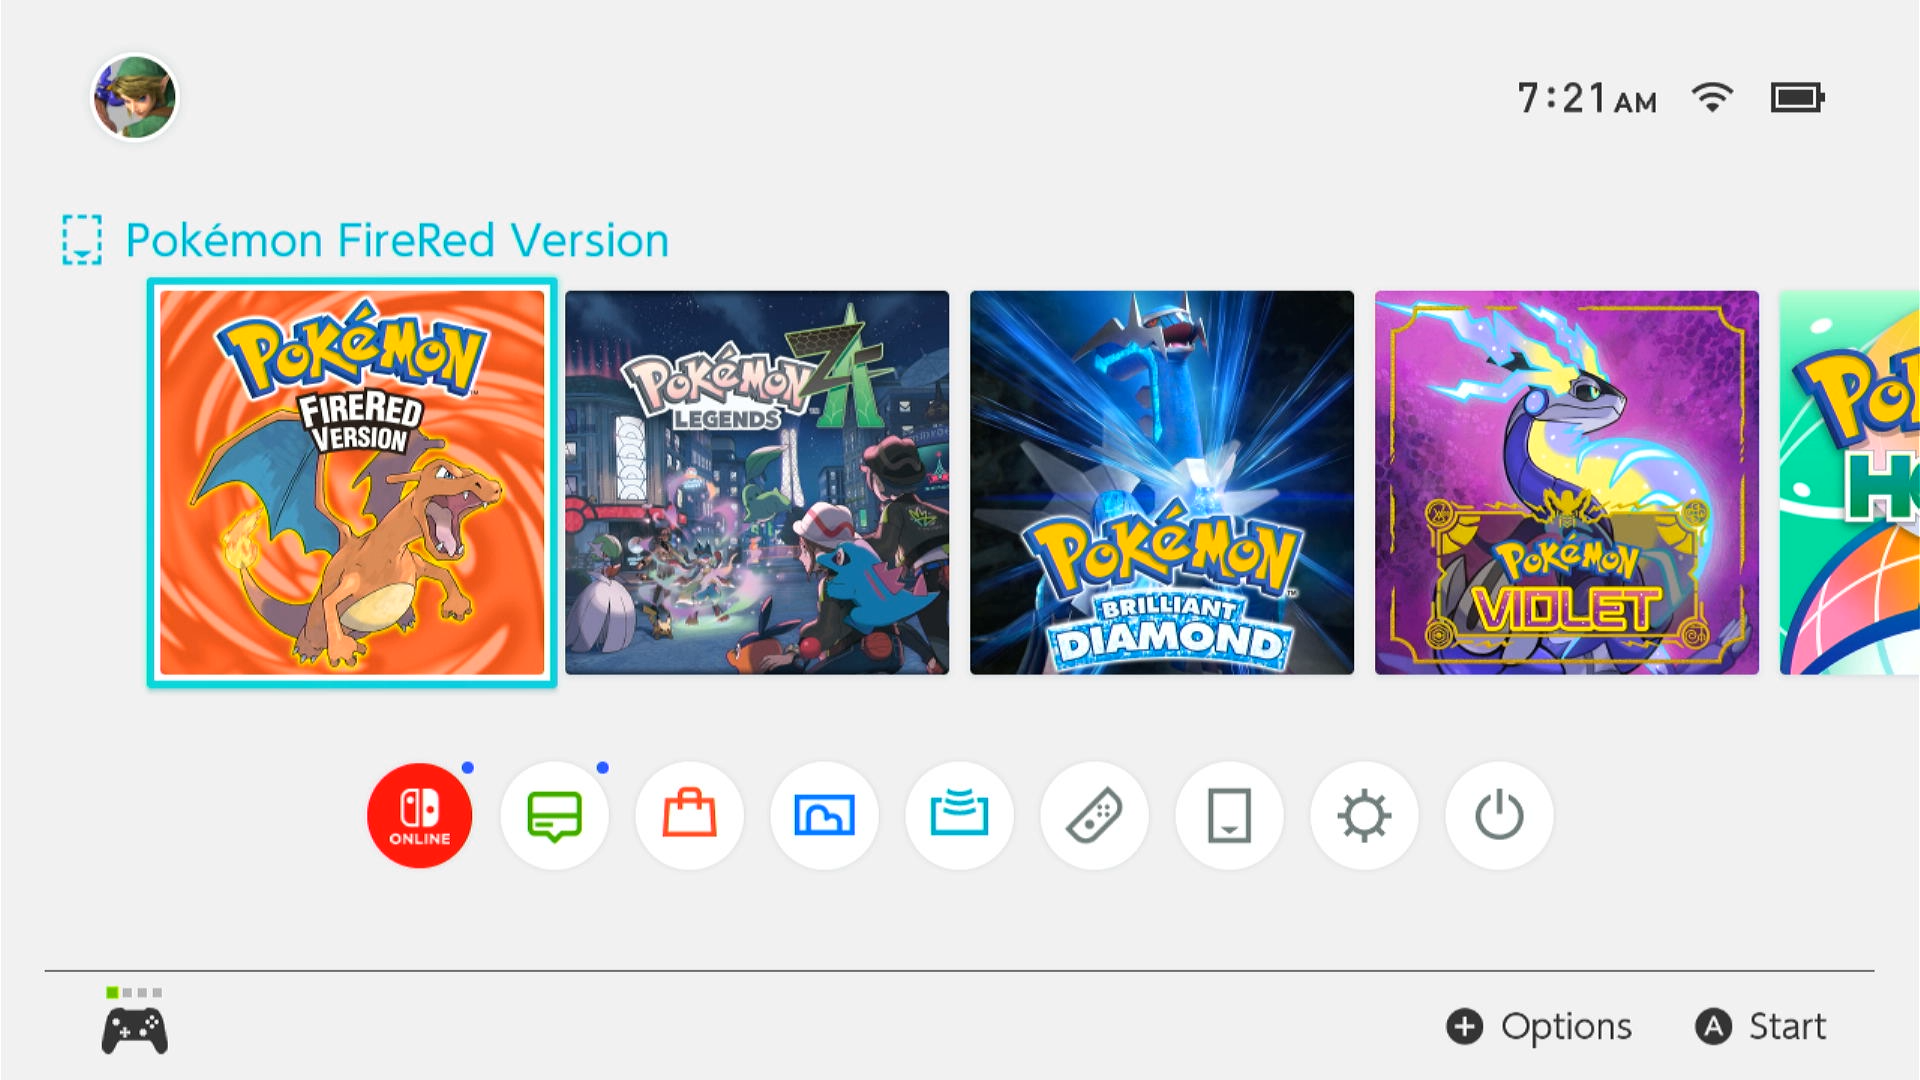 7:21 AM
Pokémon FireRed Version
POKéMON
FIRERED
VERSION
POKéMON
LEGENDS
ZA
POKéMON
BRILLIANT
DIAMOND
POKéMON
VIOLET
ONLINE
Options
Start